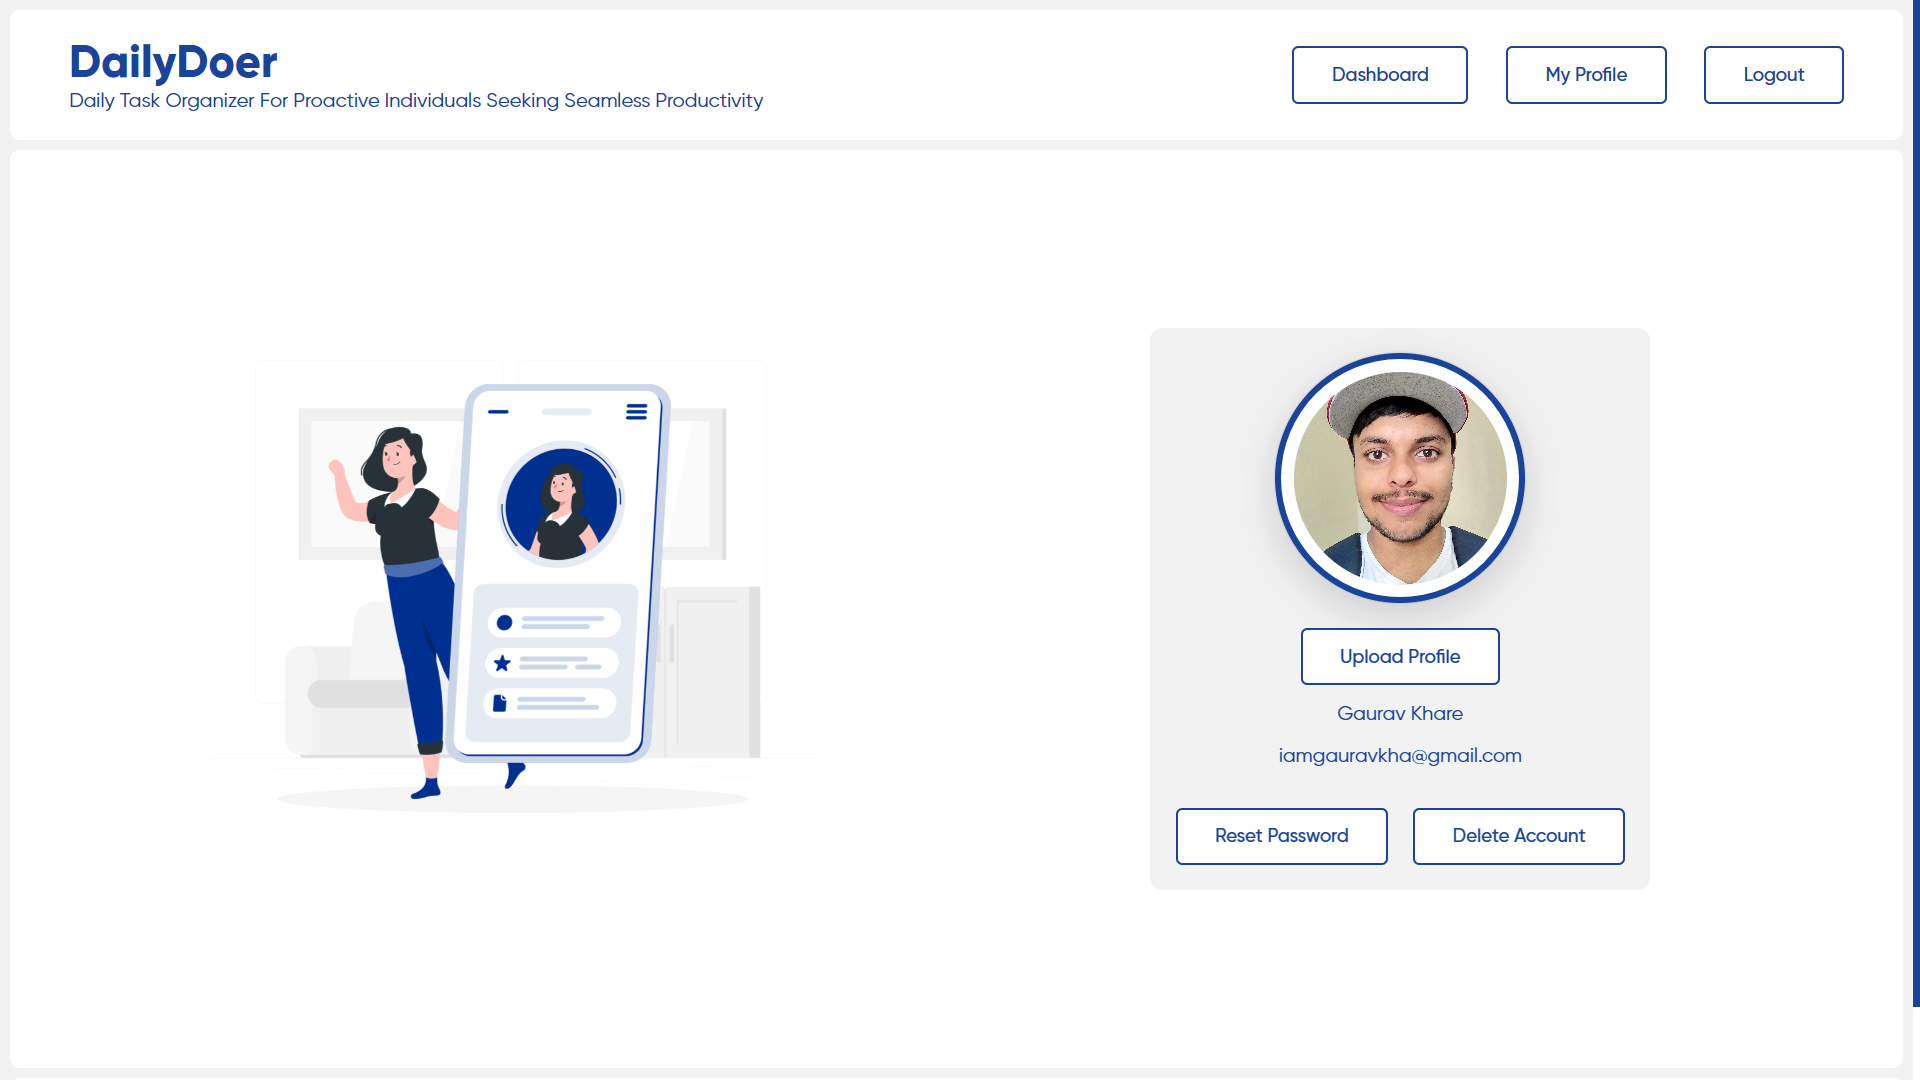 DailyDoer
Daily Task Organizer For Proactive Individuals Seeking Seamless Productivity
Dashboard
My Profile
Logout
Upload Profile
Gaurav Khare
iamgauravkha@gmail.com
Reset Password
Delete Account